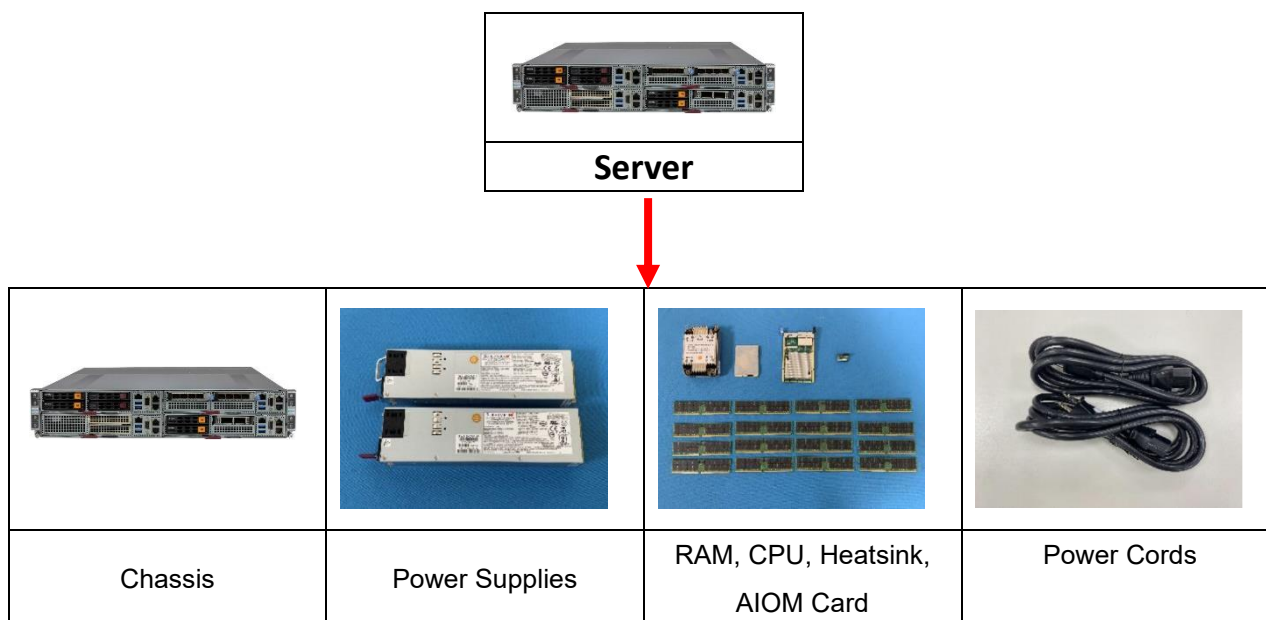 Server
Chassis
Power Supplies
RAM, CPU, Heatsink,
AIOM Card
Power Cords